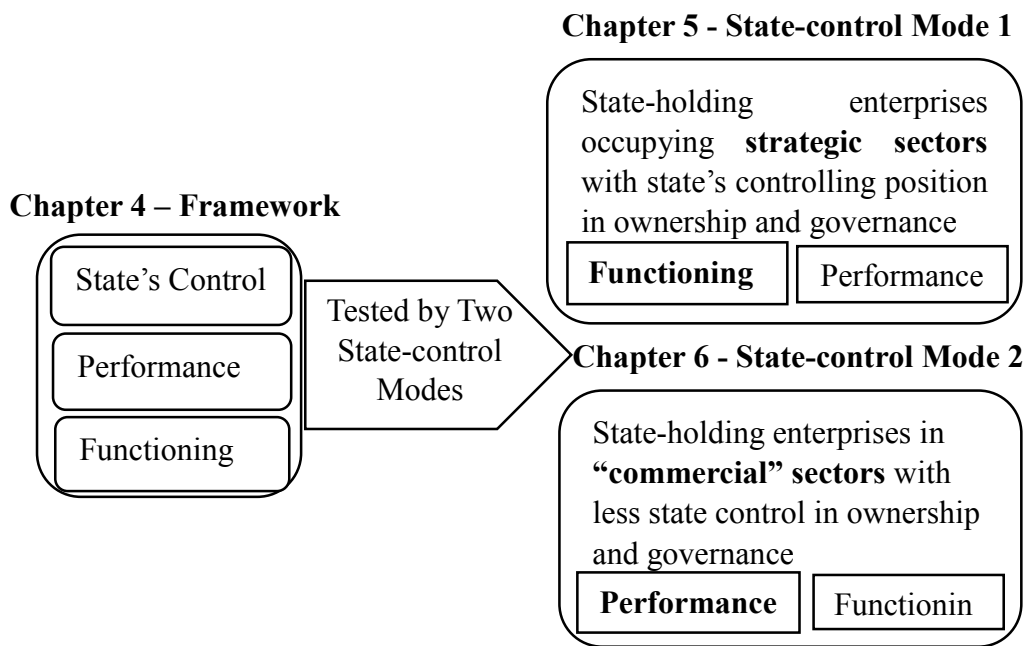 Chapter 4 – Framework
State’s Control
Performance
Functioning
Tested by Two
State-control
Modes
Chapter 5 - State-control Mode 1
State-holding enterprises
occupying strategic sectors
with state’s controlling position
in ownership and governance
Functioning
Performance
Chapter 6 - State-control Mode 2
State-holding enterprises in
“commercial” sectors with
less state control in ownership
and governance
Performance
Functionin